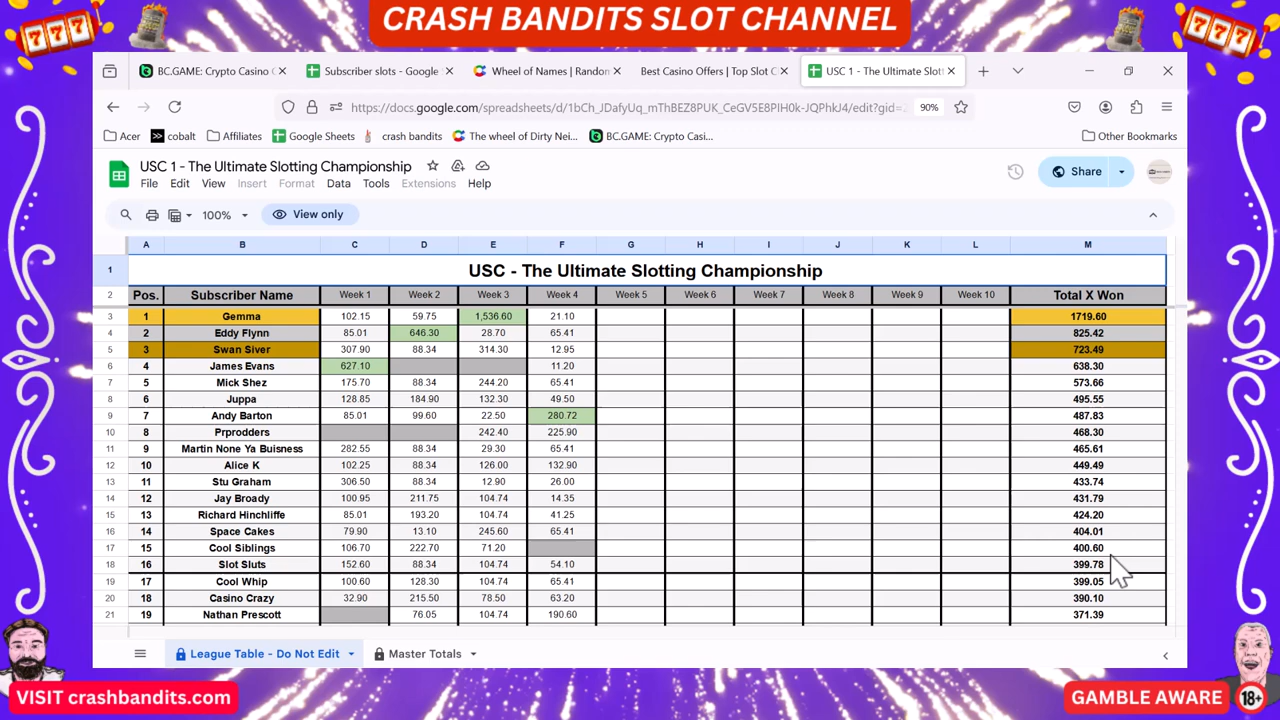 CRASH BANDITS SLOT CHANNEL
777
777
BC.GAME: Crypto Casino
Subscriber slots - Google
Wheel of Names | Random
Best Casino Offers | Top Slot
USC 1 - The Ultimate Slott
https://docs.google.com/spreadsheets/d/1bCh_JDafyUq_mThBEZ8PUK_CeGV5E8PIH0k-JCPhkJ4/edit?gid=
90%
Acer
cobalt
Affiliates
Google Sheets
crash bandits
The wheel of Dirty Nei...
BC.GAME: Crypto Casi...
Other Bookmarks
USC 1 - The Ultimate Slotting Championship
File Edit View Insert Format Data Tools Extensions Help
Share
100%
View only
A B C D E F G H I J K L M
1 USC - The Ultimate Slotting Championship
2 Pos. Subscriber Name Week 1 Week 2 Week 3 Week 4 Week 5 Week 6 Week 7 Week 8 Week 9 Week 10 Total X Won
3 1 Gemma 102.15 59.75 1,536.60 21.10 1719.60
4 2 Eddy Flynn 85.01 646.30 28.70 65.41 825.42
5 3 Swan Siver 307.90 88.34 314.30 12.95 723.49
6 4 James Evans 627.10 11.20 638.30
7 5 Mick Shez 175.70 88.34 244.20 65.41 573.66
8 6 Juppa 128.85 184.90 132.30 49.50 495.55
9 7 Andy Barton 85.01 99.60 22.50 280.72 487.83
10 8 Prprodders 242.40 225.90 468.30
11 9 Martin None Ya Buisness 282.55 88.34 29.30 65.41 465.61
12 10 Alice K 102.25 88.34 126.00 132.90 449.49
13 11 Stu Graham 306.50 88.34 12.90 26.00 433.74
14 12 Jay Broady 100.95 211.75 104.74 14.35 431.79
15 13 Richard Hinchliffe 85.01 193.20 104.74 41.25 424.20
16 14 Space Cakes 79.90 13.10 245.60 65.41 404.01
17 15 Cool Siblings 106.70 222.70 71.20 400.60
18 16 Slot Sluts 152.60 88.34 104.74 54.10 399.78
19 17 Cool Whip 100.60 128.30 104.74 65.41 399.05
20 18 Casino Crazy 32.90 215.50 78.50 63.20 390.10
21 19 Nathan Prescott 76.05 104.74 190.60 371.39
League Table - Do Not Edit
Master Totals
VISIT crashbandits.com
GAMBLE AWARE 18+